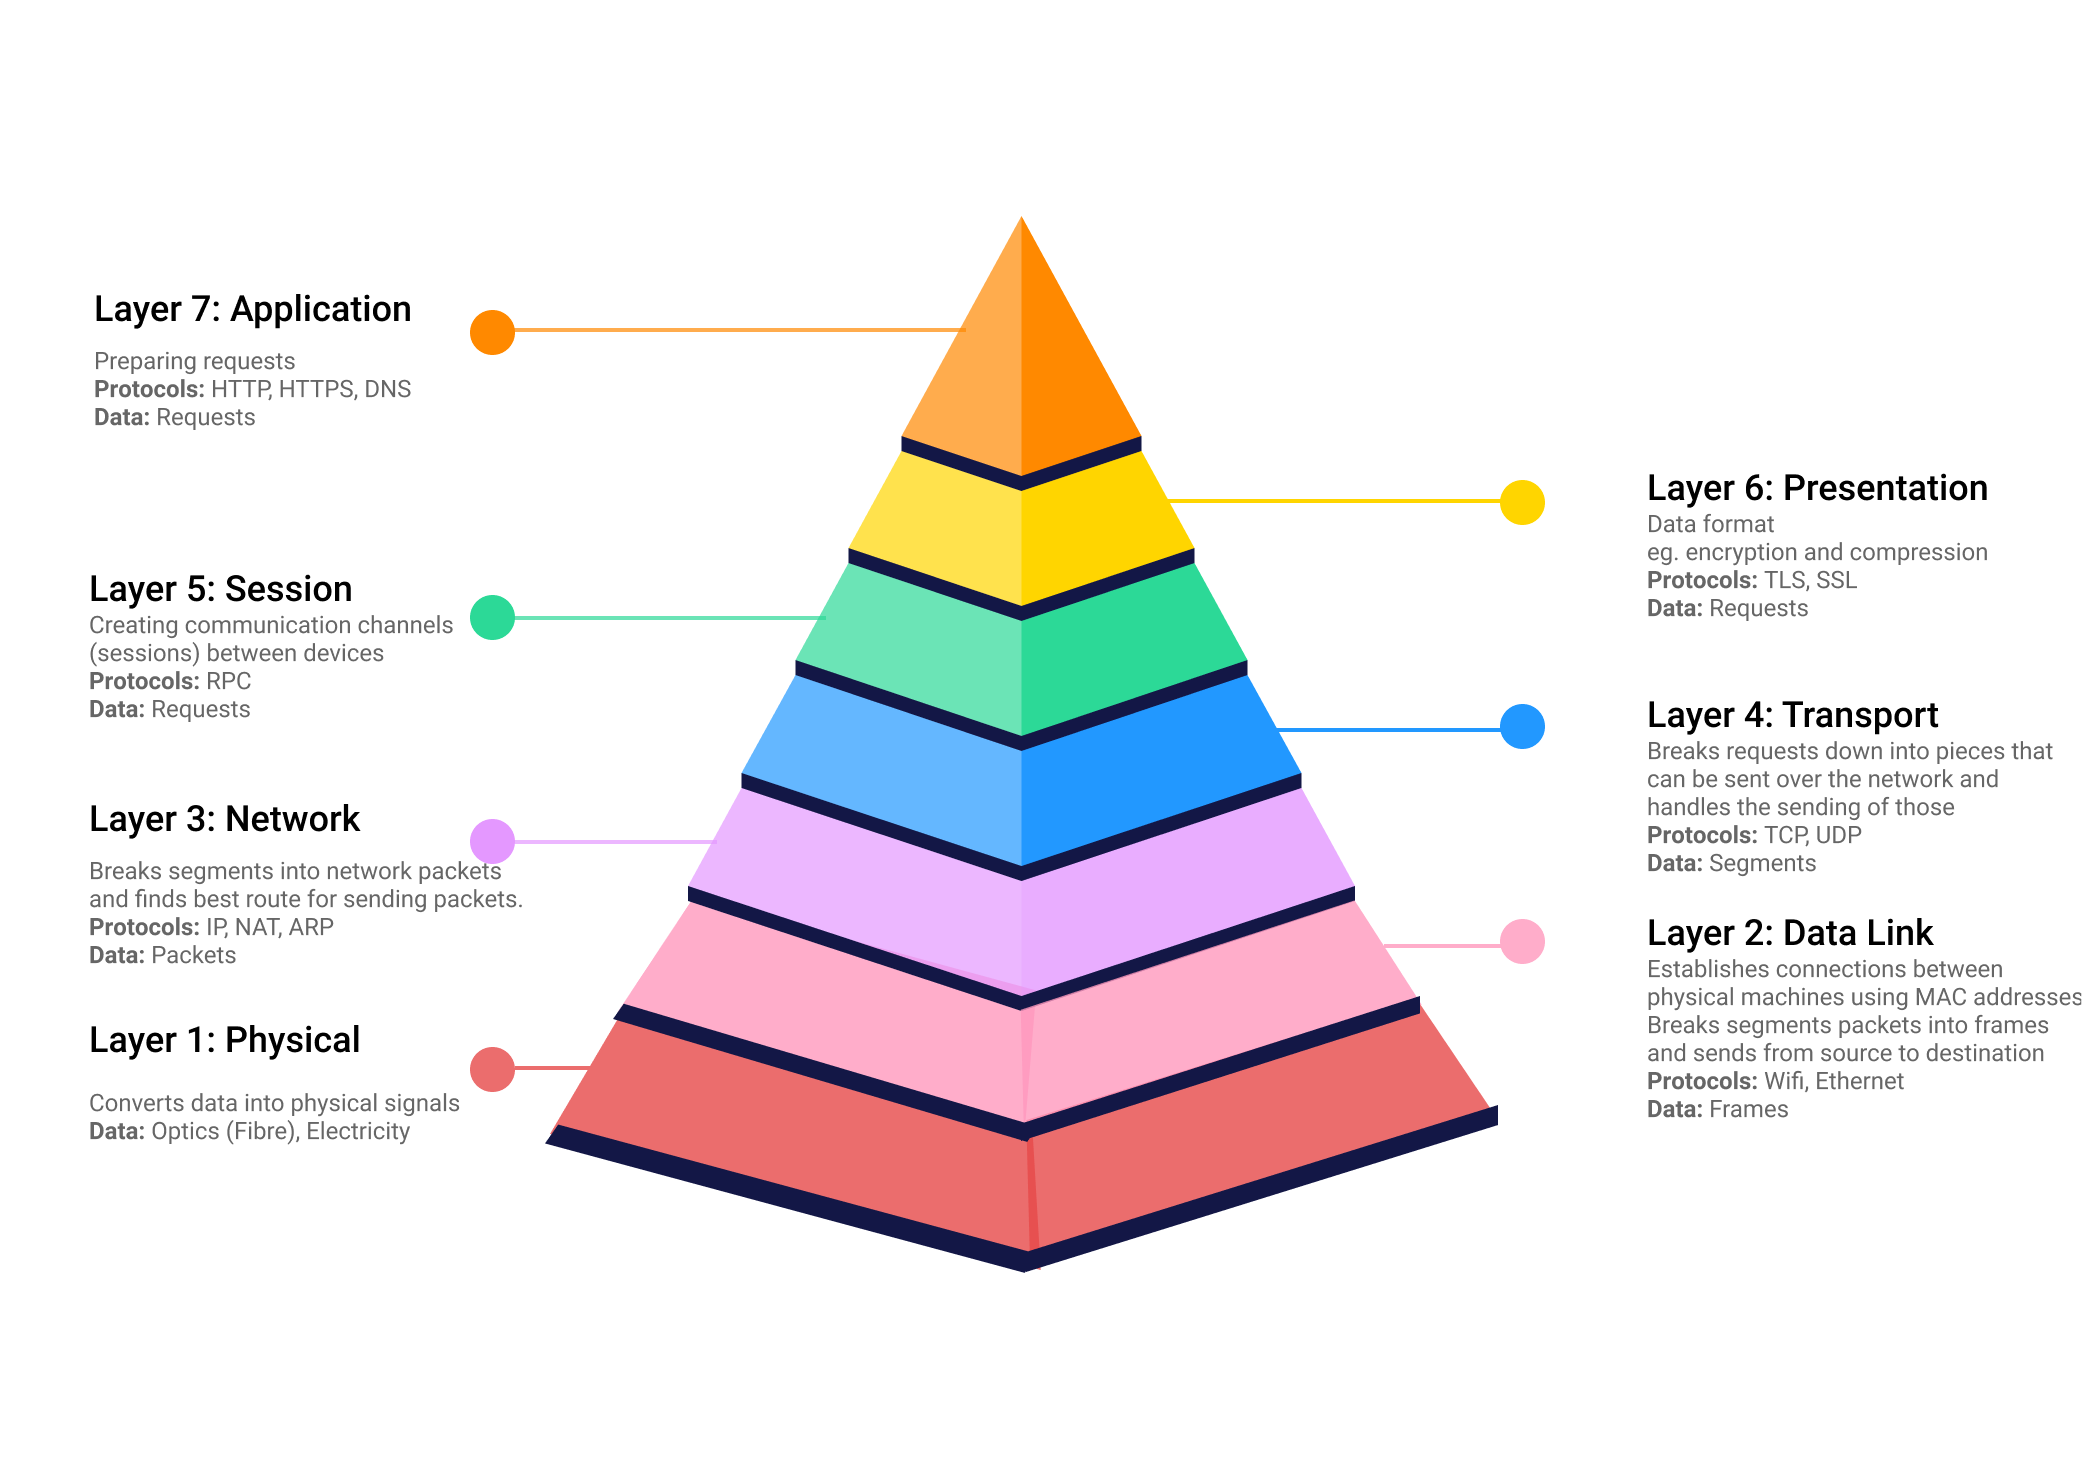 Layer 7: Application
Preparing requests
Protocols: HTTP, HTTPS, DNS
Data: Requests
Layer 6: Presentation
Data format
eg. encryption and compression
Protocols: TLS, SSL
Data: Requests
Layer 5: Session
Creating communication channels
(sessions) between devices
Protocols: RPC
Data: Requests
Layer 4: Transport
Breaks requests down into pieces that
can be sent over the network and
handles the sending of those
Protocols: TCP, UDP
Data: Segments
Layer 3: Network
Breaks segments into network packets
and finds best route for sending packets.
Protocols: IP, NAT, ARP
Data: Packets
Layer 2: Data Link
Establishes connections between
physical machines using MAC addresses
Breaks segments packets into frames
and sends from source to destination
Protocols: Wifi, Ethernet
Data: Frames
Layer 1: Physical
Converts data into physical signals
Data: Optics (Fibre), Electricity